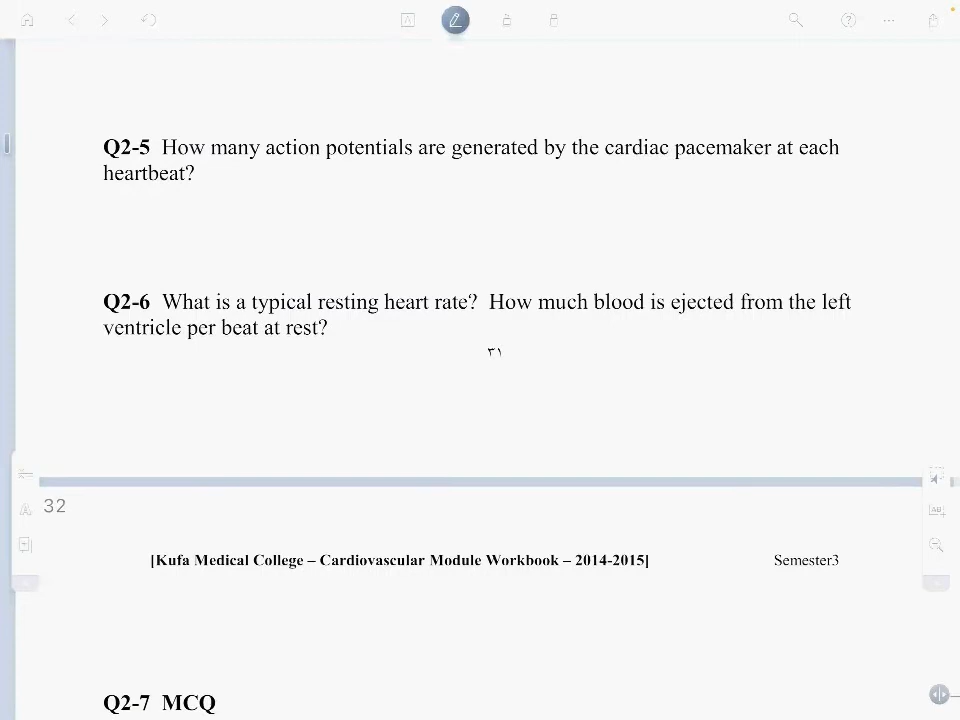 Q2-5  How many action potentials are generated by the cardiac pacemaker at each
heartbeat?
Q2-6  What is a typical resting heart rate?  How much blood is ejected from the left
ventricle per beat at rest?
٣١
32
[Kufa Medical College – Cardiovascular Module Workbook – 2014-2015]
Semester3
Q2-7  MCQ